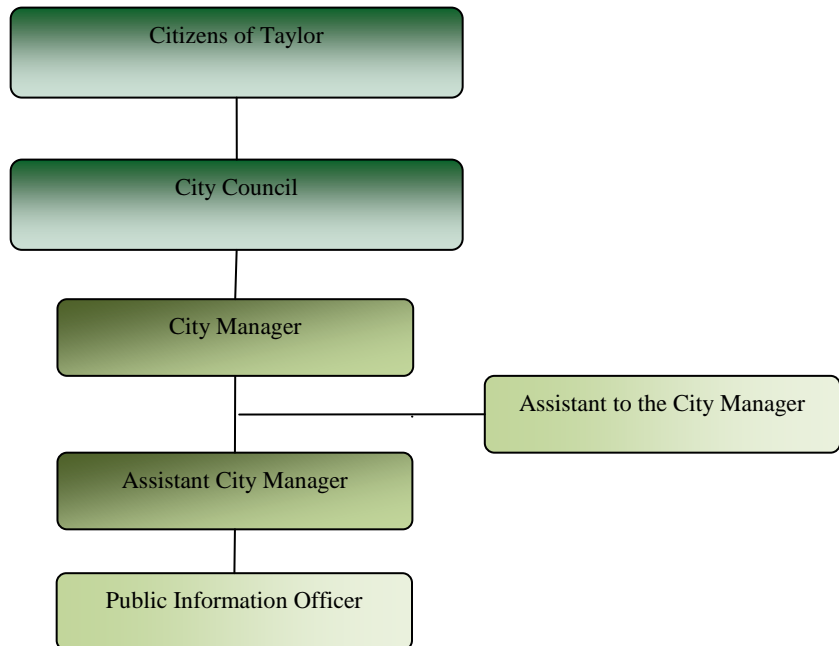 Citizens of Taylor
City Council
City Manager
Assistant to the City Manager
Assistant City Manager
Public Information Officer